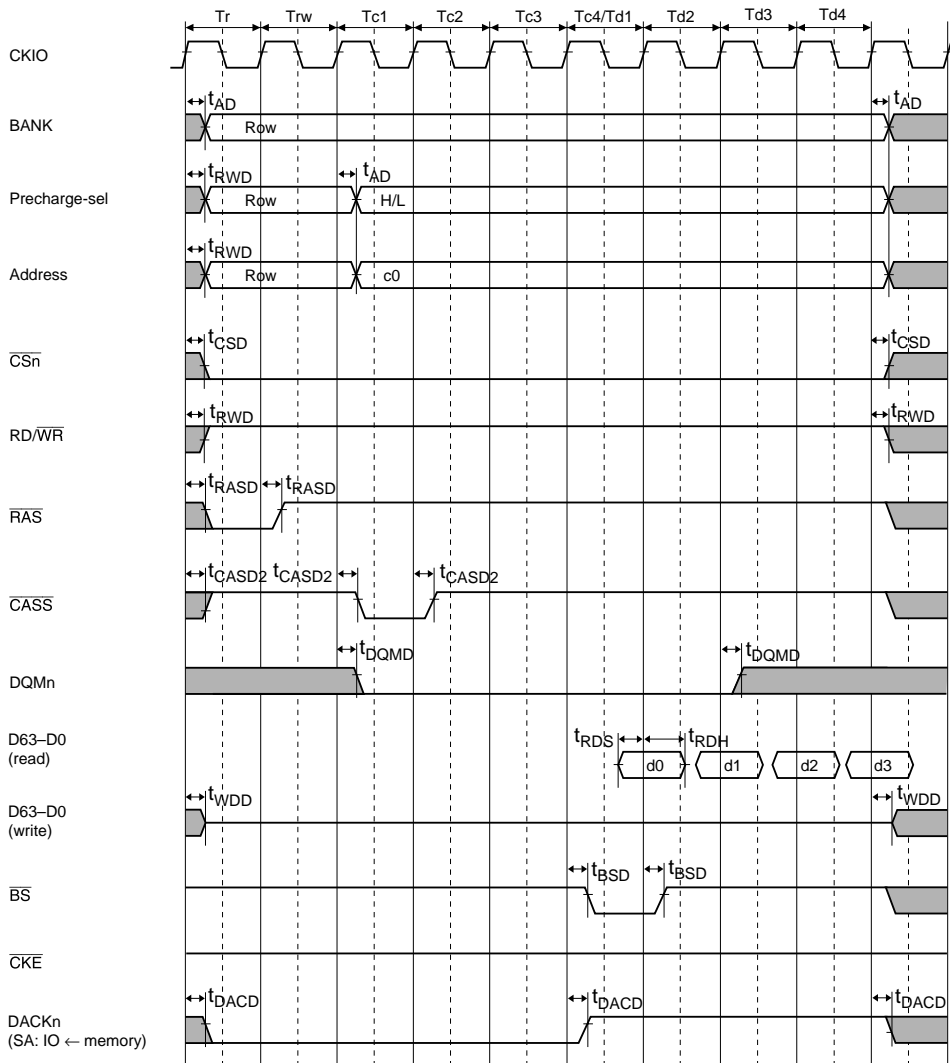 Tr Trw Tc1 Tc2 Tc3 Tc4/Td1 Td2 Td3 Td4
CKIO
tAD tAD
BANK Row
tRWD tAD
Precharge-sel Row H/L
tRWD
Address Row c0
tCSD tCSD
CSn
tRWD tRWD
RD/WR
tRASD tRASD
RAS
tCASD2 tCASD2 tCASD2
CASS
tDQMD tDQMD
DQMn
tRDS tRDH
D63–D0
(read)
d0 d1 d2 d3
tWDD tWDD
D63–D0
(write)
tBSD tBSD
BS
CKE
tDACD tDACD tDACD
DACKn
(SA: IO ← memory)